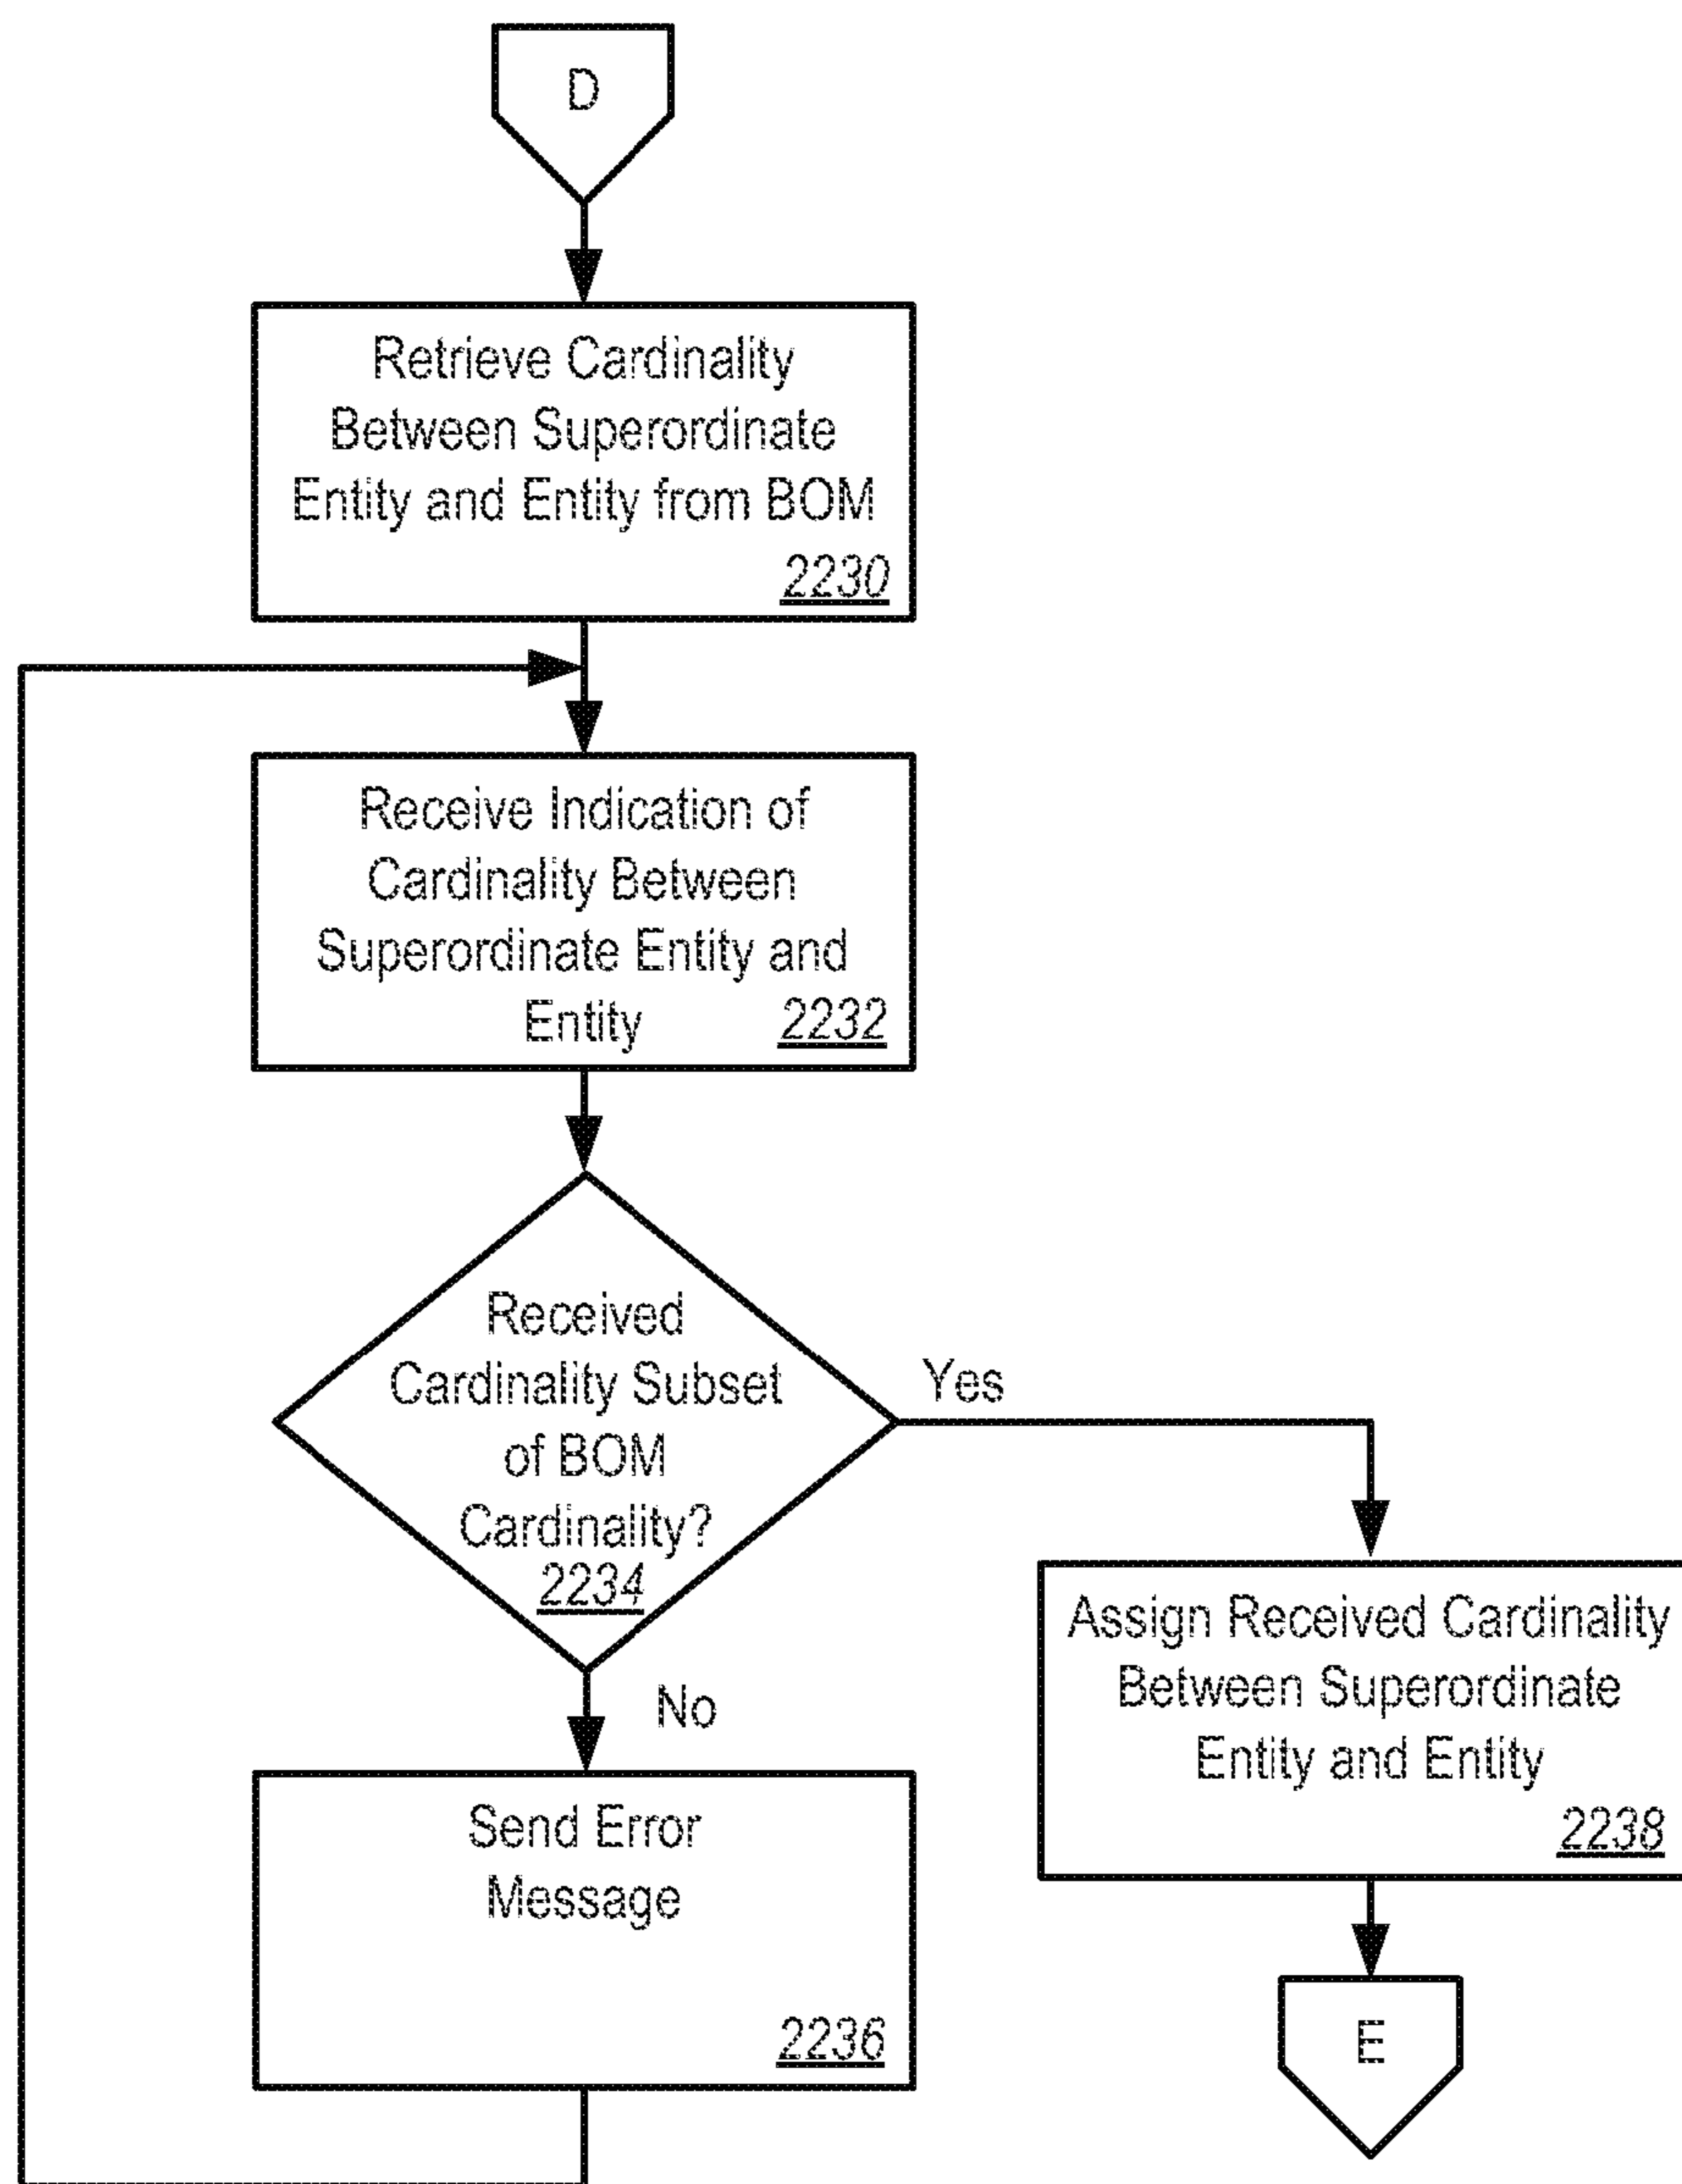 D
Retrieve Cardinality
Between Superordinate
Entity and Entity from BOM
2230
Receive Indication of
Cardinality Between
Superordinate Entity and
Entity 2232
Received
Cardinality Subset
of BOM
Cardinality?
2234
Yes
No
Send Error
Message
2236
Assign Received Cardinality
Between Superordinate
Entity and Entity
2238
E